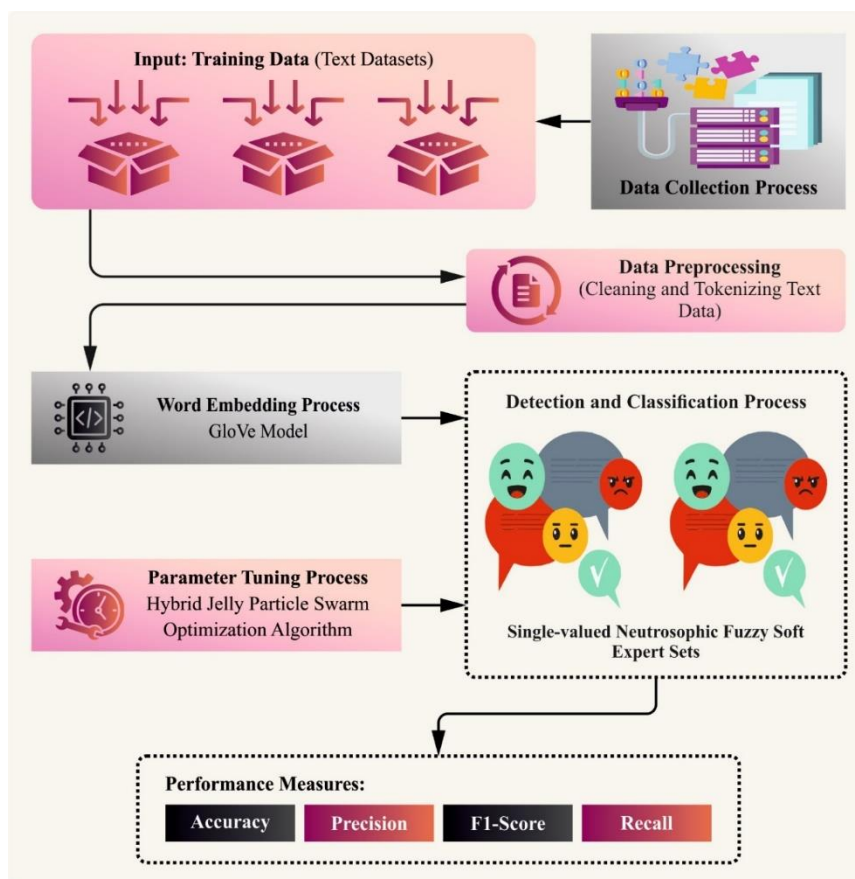 Input: Training Data (Text Datasets)
Data Collection Process
Data Preprocessing
(Cleaning and Tokenizing Text
Data)
Word Embedding Process
GloVe Model
Detection and Classification Process
Parameter Tuning Process
Hybrid Jelly Particle Swarm
Optimization Algorithm
Single-valued Neutrosophic Fuzzy Soft
Expert Sets
Performance Measures:
Accuracy
Precision
F1-Score
Recall